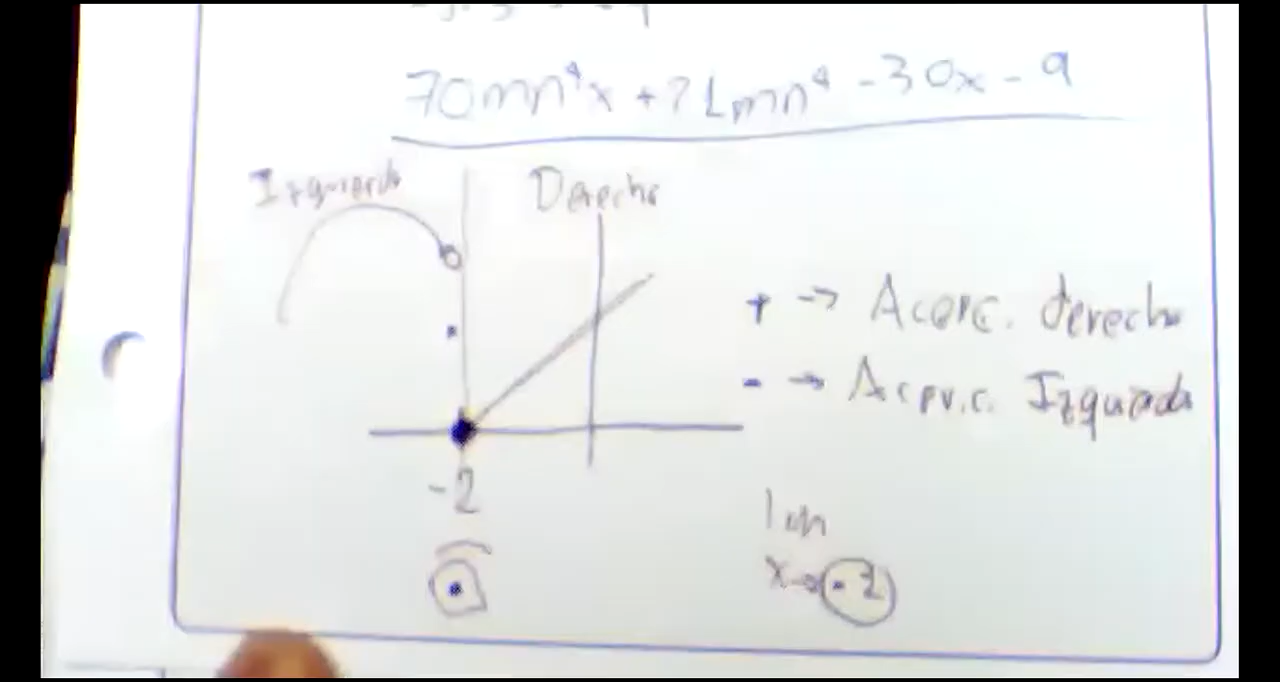 70mn⁴x + 21mn⁴ - 30x - 9
Izquierda
Derecha
+ -> Acerc. derecha
- -> Acerc. Izquierda
-2
lim
x→-2